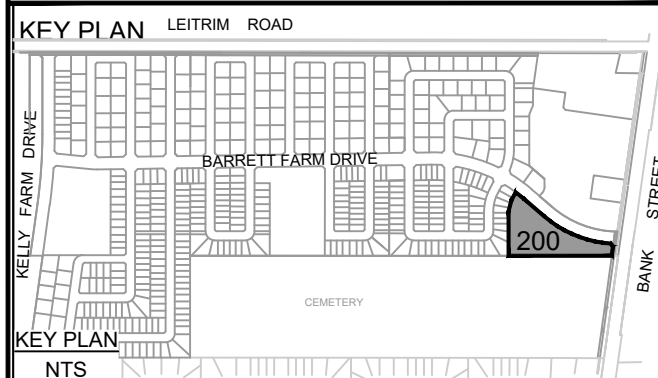 KEY PLAN
LEITRIM ROAD
KELLY FARM DRIVE
BARRETT FARM DRIVE
BANK STREET
200
CEMETERY
KEY PLAN
NTS